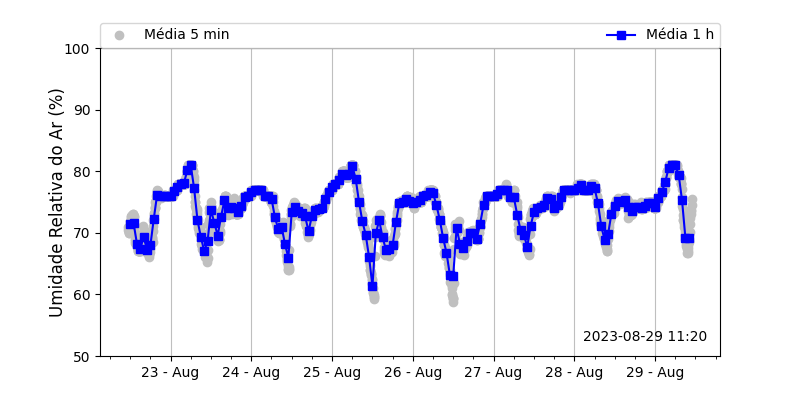 Média 5 min
Média 1 h
Umidade Relativa do Ar (%)
100
90
80
70
60
50
2023-08-29 11:20
23 - Aug
24 - Aug
25 - Aug
26 - Aug
27 - Aug
28 - Aug
29 - Aug